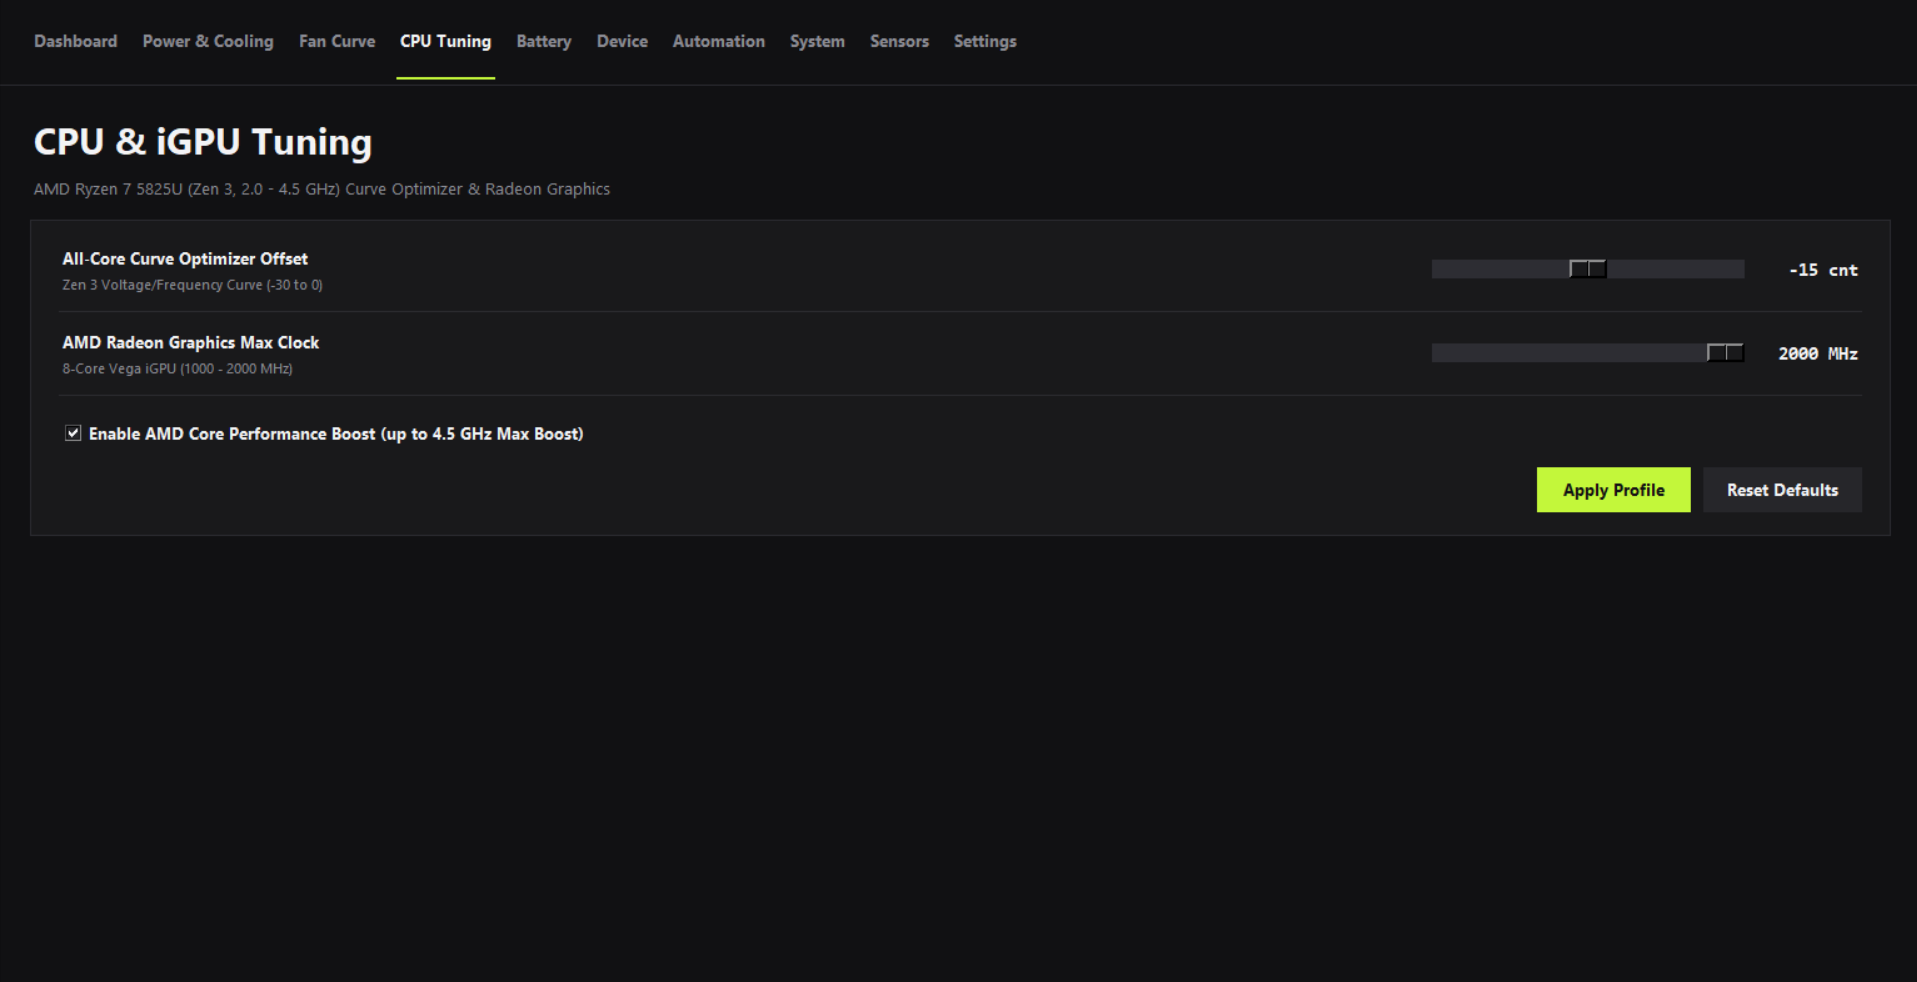 Dashboard Power & Cooling Fan Curve CPU Tuning Battery Device Automation System Sensors Settings
CPU & iGPU Tuning
AMD Ryzen 7 5825U (Zen 3, 2.0 - 4.5 GHz) Curve Optimizer & Radeon Graphics
All-Core Curve Optimizer Offset
Zen 3 Voltage/Frequency Curve (-30 to 0)
-15 cnt
AMD Radeon Graphics Max Clock
8-Core Vega iGPU (1000 - 2000 MHz)
2000 MHz
Enable AMD Core Performance Boost (up to 4.5 GHz Max Boost)
Apply Profile Reset Defaults